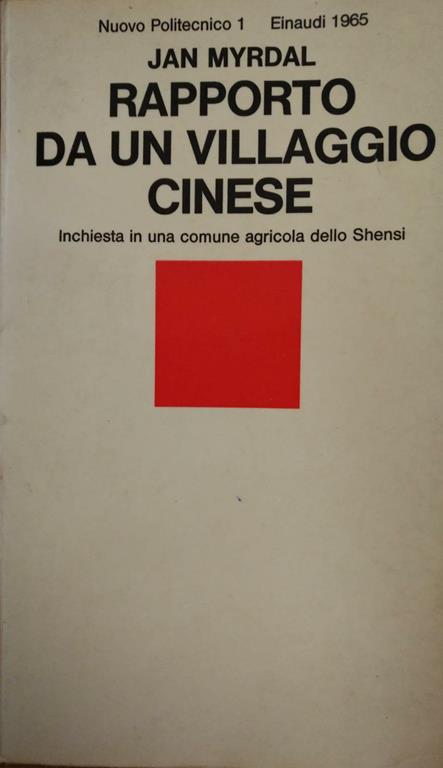 Nuovo Politecnico 1 Einaudi 1965
JAN MYRDAL
RAPPORTO
DA UN VILLAGGIO
CINESE
Inchiesta in una comune agricola dello Shensi